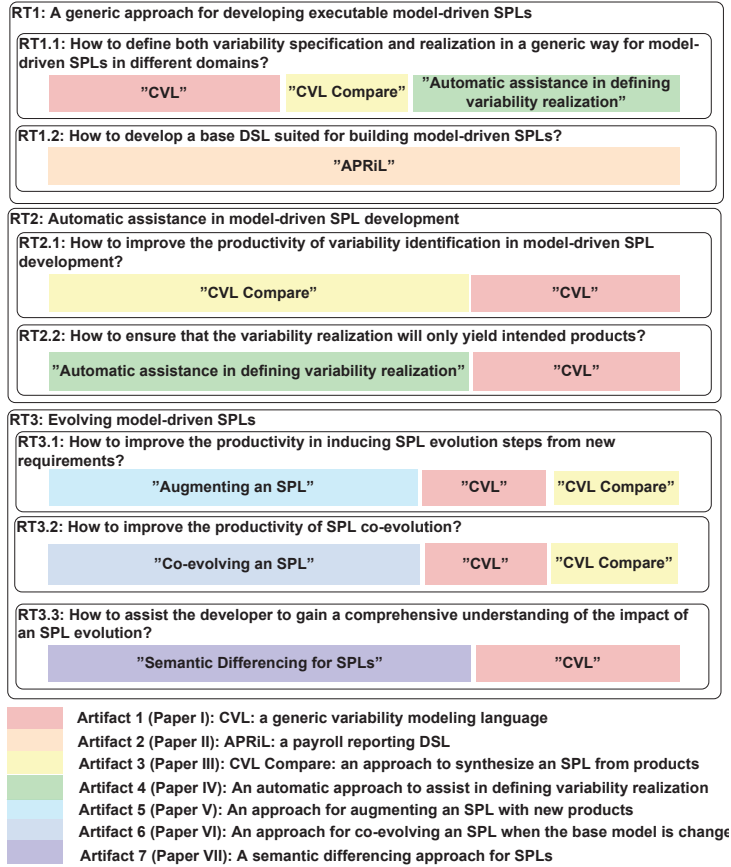 RT1: A generic approach for developing executable model-driven SPLs
RT1.1: How to define both variability specification and realization in a generic way for model-
driven SPLs in different domains?
”CVL”
”CVL Compare”
”Automatic assistance in defining
variability realization”
RT1.2: How to develop a base DSL suited for building model-driven SPLs?
”APRiL”
RT2: Automatic assistance in model-driven SPL development
RT2.1: How to improve the productivity of variability identification in model-driven SPL
development?
”CVL Compare”
”CVL”
RT2.2: How to ensure that the variability realization will only yield intended products?
”Automatic assistance in defining variability realization”
”CVL”
RT3: Evolving model-driven SPLs
RT3.1: How to improve the productivity in inducing SPL evolution steps from new
requirements?
”Augmenting an SPL”
”CVL”
”CVL Compare”
RT3.2: How to improve the productivity of SPL co-evolution?
”Co-evolving an SPL”
”CVL”
”CVL Compare”
RT3.3: How to assist the developer to gain a comprehensive understanding of the impact of
an SPL evolution?
”Semantic Differencing for SPLs”
”CVL”
Artifact 1 (Paper I): CVL: a generic variability modeling language
Artifact 2 (Paper II): APRiL: a payroll reporting DSL
Artifact 3 (Paper III): CVL Compare: an approach to synthesize an SPL from products
Artifact 4 (Paper IV): An automatic approach to assist in defining variability realization
Artifact 5 (Paper V): An approach for augmenting an SPL with new products
Artifact 6 (Paper VI): An approach for co-evolving an SPL when the base model is change
Artifact 7 (Paper VII): A semantic differencing approach for SPLs